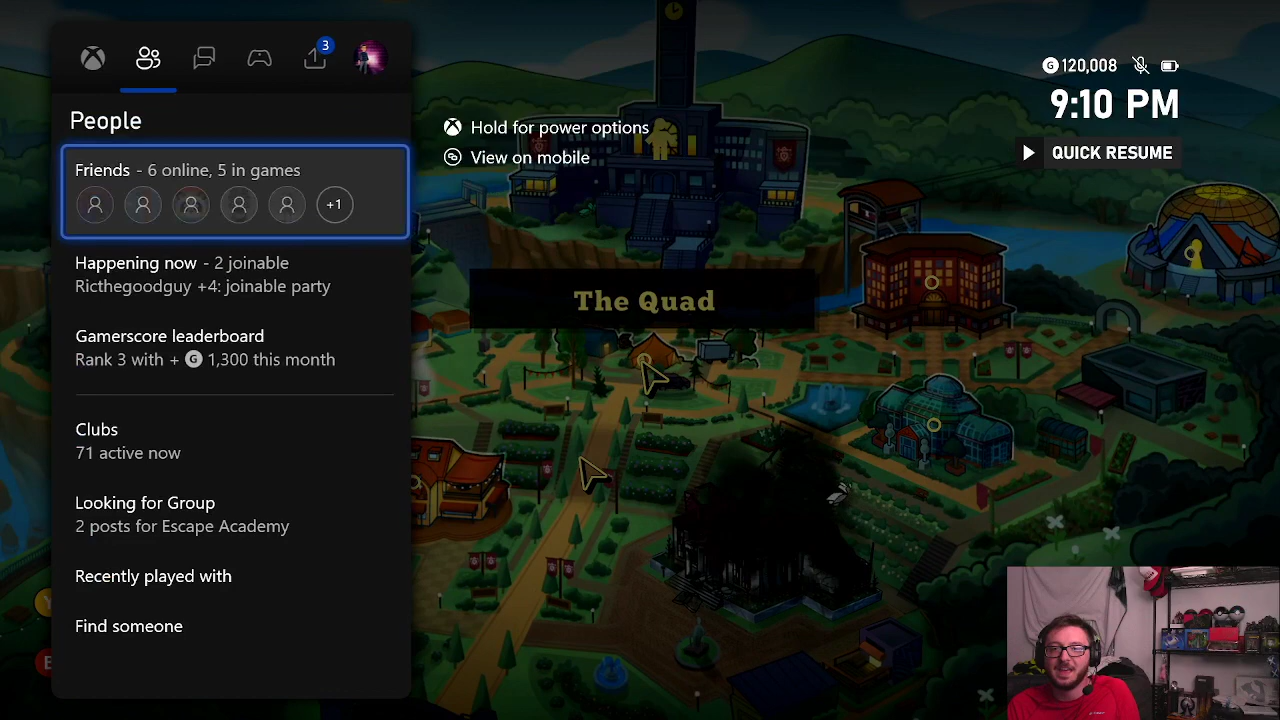 3
People
Friends - 6 online, 5 in games
+1
Happening now - 2 joinable
Ricthegoodguy +4: joinable party
Gamerscore leaderboard
Rank 3 with + G 1,300 this month
Clubs
71 active now
Looking for Group
2 posts for Escape Academy
Recently played with
Find someone
Hold for power options
View on mobile
G 120,008
9:10 PM
QUICK RESUME
The Quad